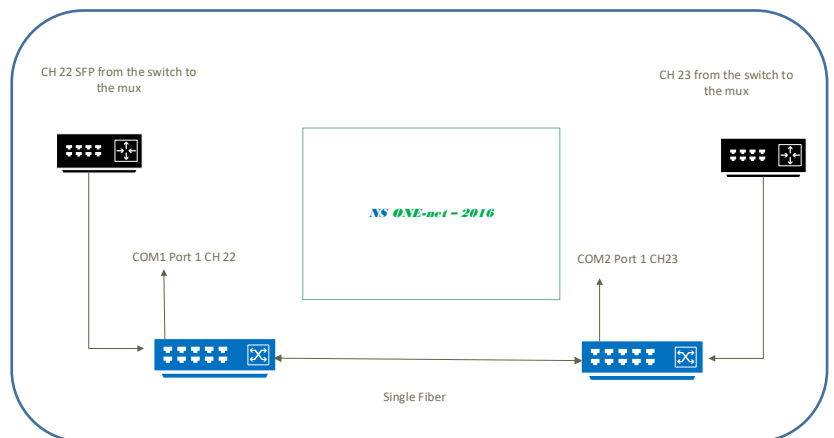 CH 22 SFP from the switch to
the mux
CH 23 from the switch to
the mux
NS ONE-net – 2016
COM1 Port 1 CH 22
COM2 Port 1 CH23
Single Fiber